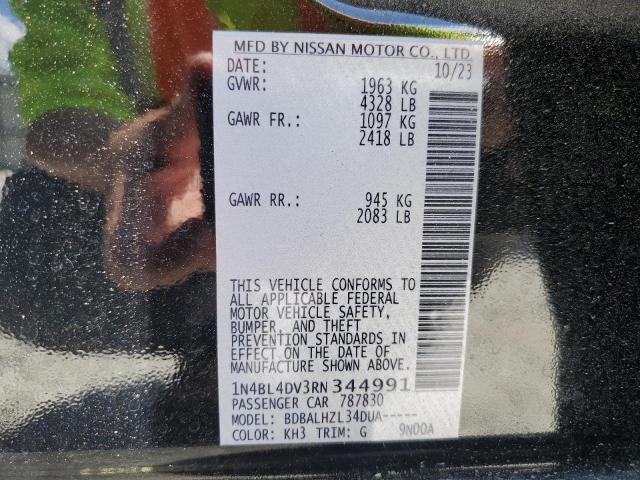 MFD BY NISSAN MOTOR CO., LTD.
DATE: 10/23
GVWR: 1963 KG
4328 LB
GAWR FR.: 1097 KG
2418 LB
GAWR RR.: 945 KG
2083 LB
THIS VEHICLE CONFORMS TO
ALL APPLICABLE FEDERAL
MOTOR VEHICLE SAFETY,
BUMPER, AND THEFT
PREVENTION STANDARDS IN
EFFECT ON THE DATE OF
MANUFACTURE SHOWN ABOVE.
1N4BL4DV3RN344991
PASSENGER CAR 787830
MODEL: BDBALHZL34DUA-----
COLOR: KH3 TRIM: G 9N00A